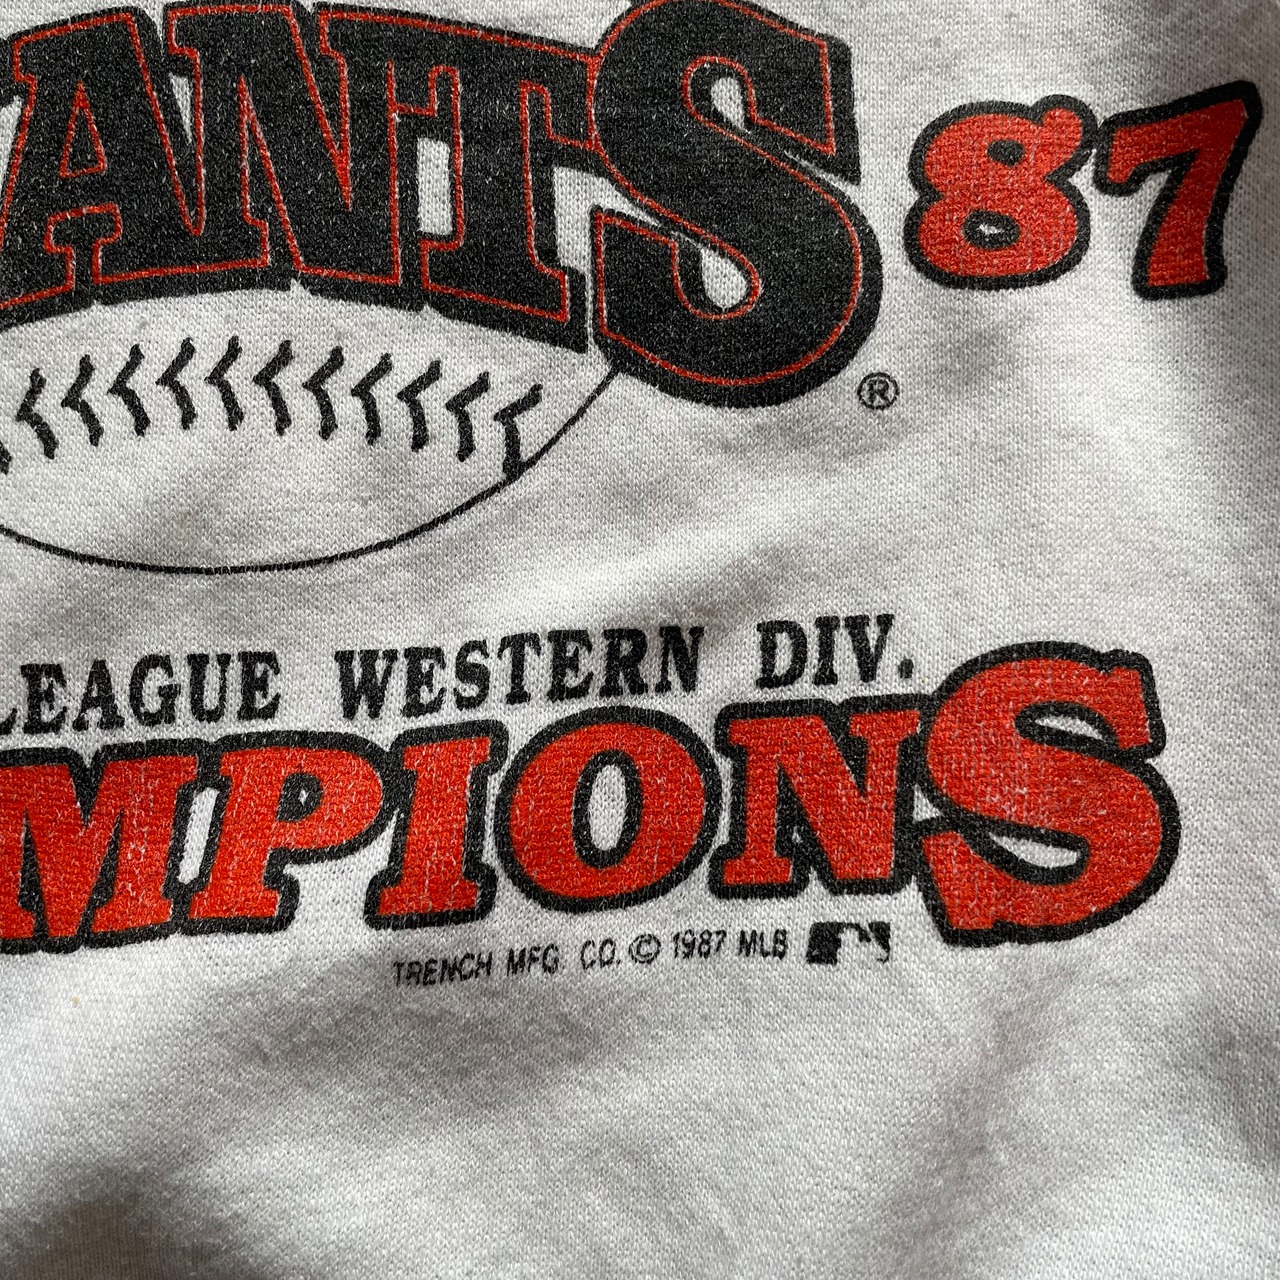 ANTS 87
®
LEAGUE WESTERN DIV.
MPIONS
TRENCH MFG. CO. © 1987 MLB